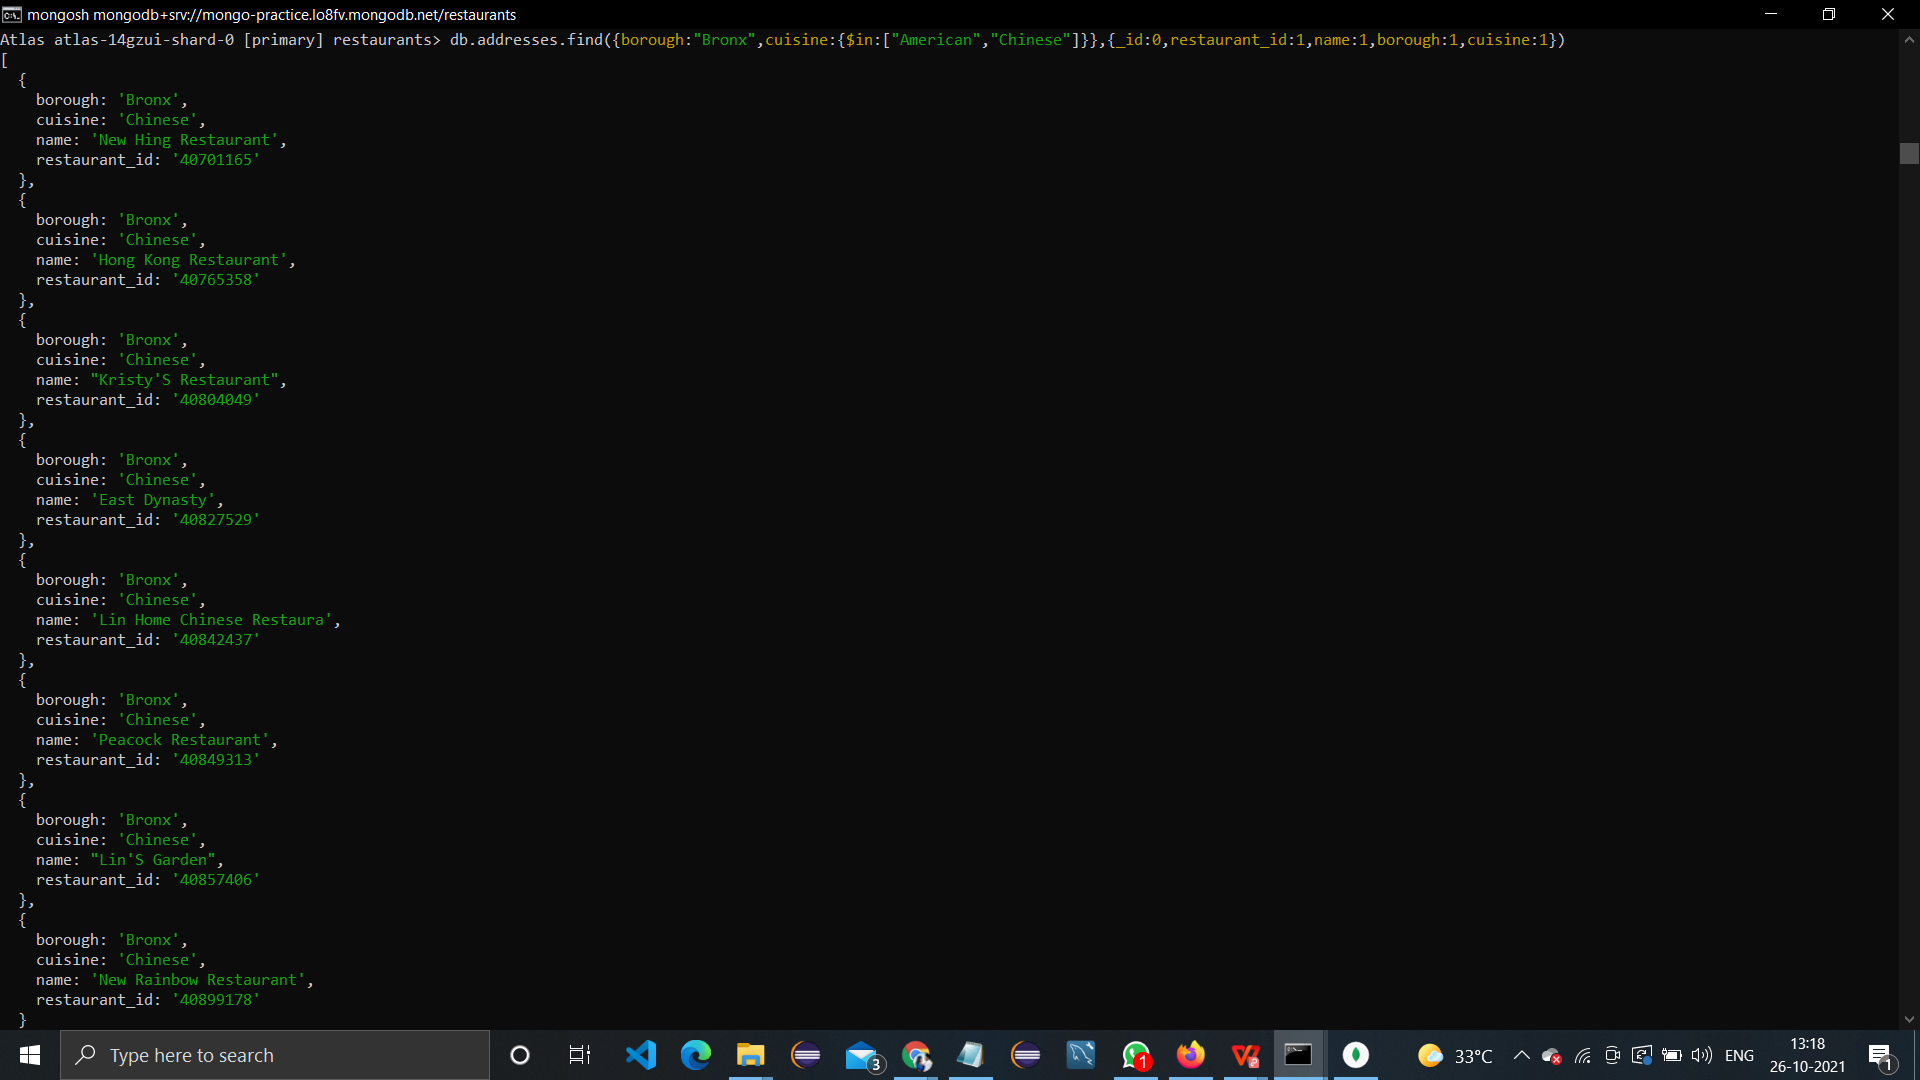 mongosh mongodb+srv://mongo-practice.lo8fv.mongodb.net/restaurants
Atlas atlas-14gzui-shard-0 [primary] restaurants> db.addresses.find({borough:"Bronx",cuisine:{$in:["American","Chinese"]}},{_id:0,restaurant_id:1,name:1,borough:1,cuisine:1})
[
  {
    borough: 'Bronx',
    cuisine: 'Chinese',
    name: 'New Hing Restaurant',
    restaurant_id: '40701165'
  },
  {
    borough: 'Bronx',
    cuisine: 'Chinese',
    name: 'Hong Kong Restaurant',
    restaurant_id: '40765358'
  },
  {
    borough: 'Bronx',
    cuisine: 'Chinese',
    name: "Kristy'S Restaurant",
    restaurant_id: '40804049'
  },
  {
    borough: 'Bronx',
    cuisine: 'Chinese',
    name: 'East Dynasty',
    restaurant_id: '40827529'
  },
  {
    borough: 'Bronx',
    cuisine: 'Chinese',
    name: 'Lin Home Chinese Restaura',
    restaurant_id: '40842437'
  },
  {
    borough: 'Bronx',
    cuisine: 'Chinese',
    name: 'Peacock Restaurant',
    restaurant_id: '40849313'
  },
  {
    borough: 'Bronx',
    cuisine: 'Chinese',
    name: "Lin'S Garden",
    restaurant_id: '40857406'
  },
  {
    borough: 'Bronx',
    cuisine: 'Chinese',
    name: 'New Rainbow Restaurant',
    restaurant_id: '40899178'
  }
Type here to search
3
1
33°C
ENG
13:18
26-10-2021
1